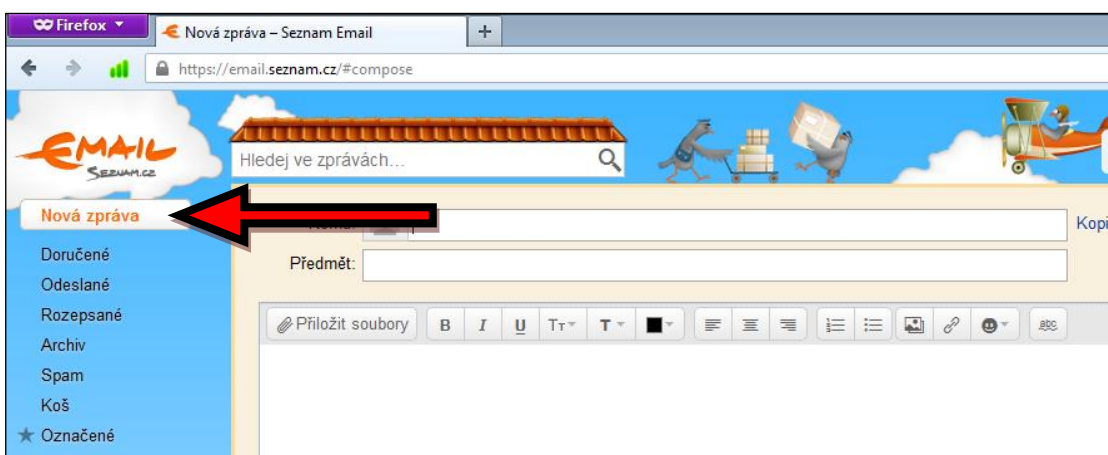 Firefox
Nová zpráva – Seznam Email
https://email.seznam.cz/#compose
EMAIL
SEZNAM.CZ
Hledej ve zprávách...
Nová zpráva
Kopi
Doručené
Předmět:
Odeslané
Rozepsané
Přiložit soubory B I U TT T abc
Archiv
Spam
Koš
Označené